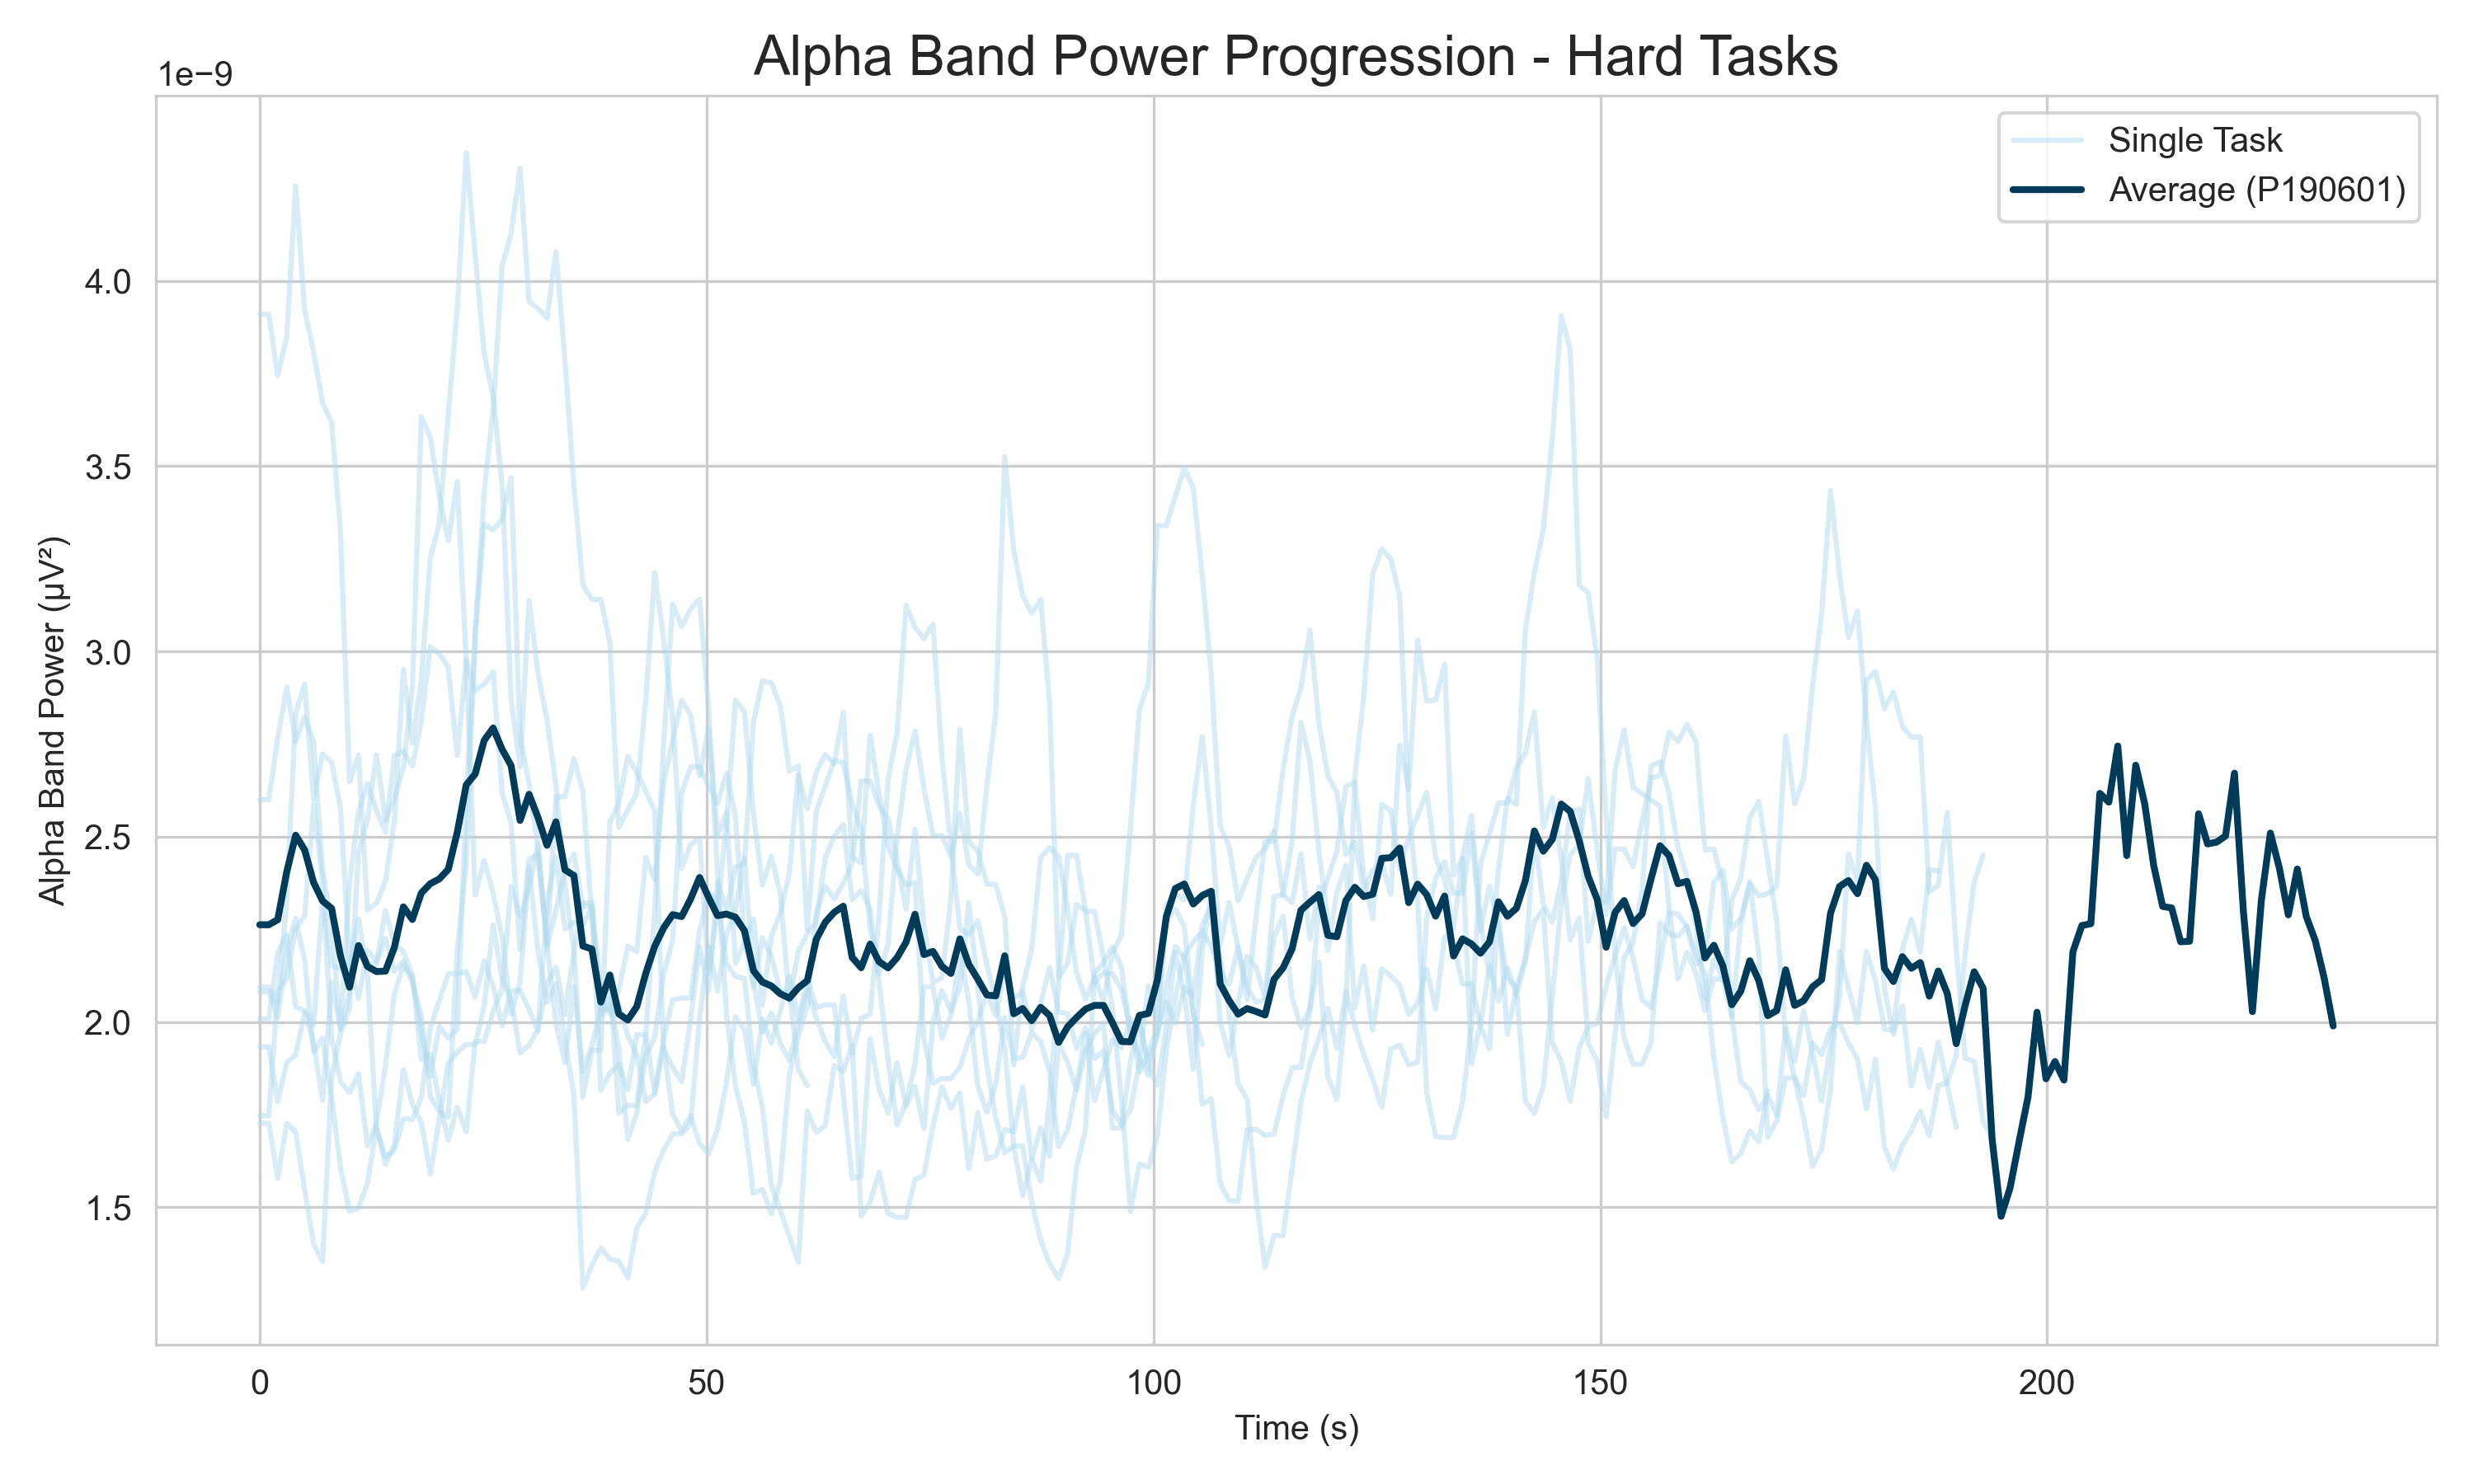 Alpha Band Power Progression - Hard Tasks
1e−9
Single Task
Average (P190601)
4.0
3.5
3.0
2.5
2.0
1.5
Alpha Band Power (µV²)
0
50
100
150
200
Time (s)